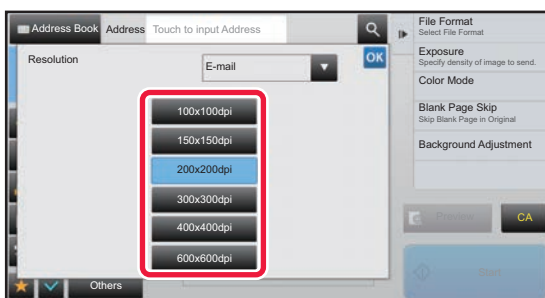 Address Book
Address
Touch to input Address
Resolution
E-mail
OK
100x100dpi
150x150dpi
200x200dpi
300x300dpi
400x400dpi
600x600dpi
Others
File Format
Select File Format
Exposure
Specify density of image to send.
Color Mode
Blank Page Skip
Skip Blank Page in Original
Background Adjustment
Preview
CA
Start